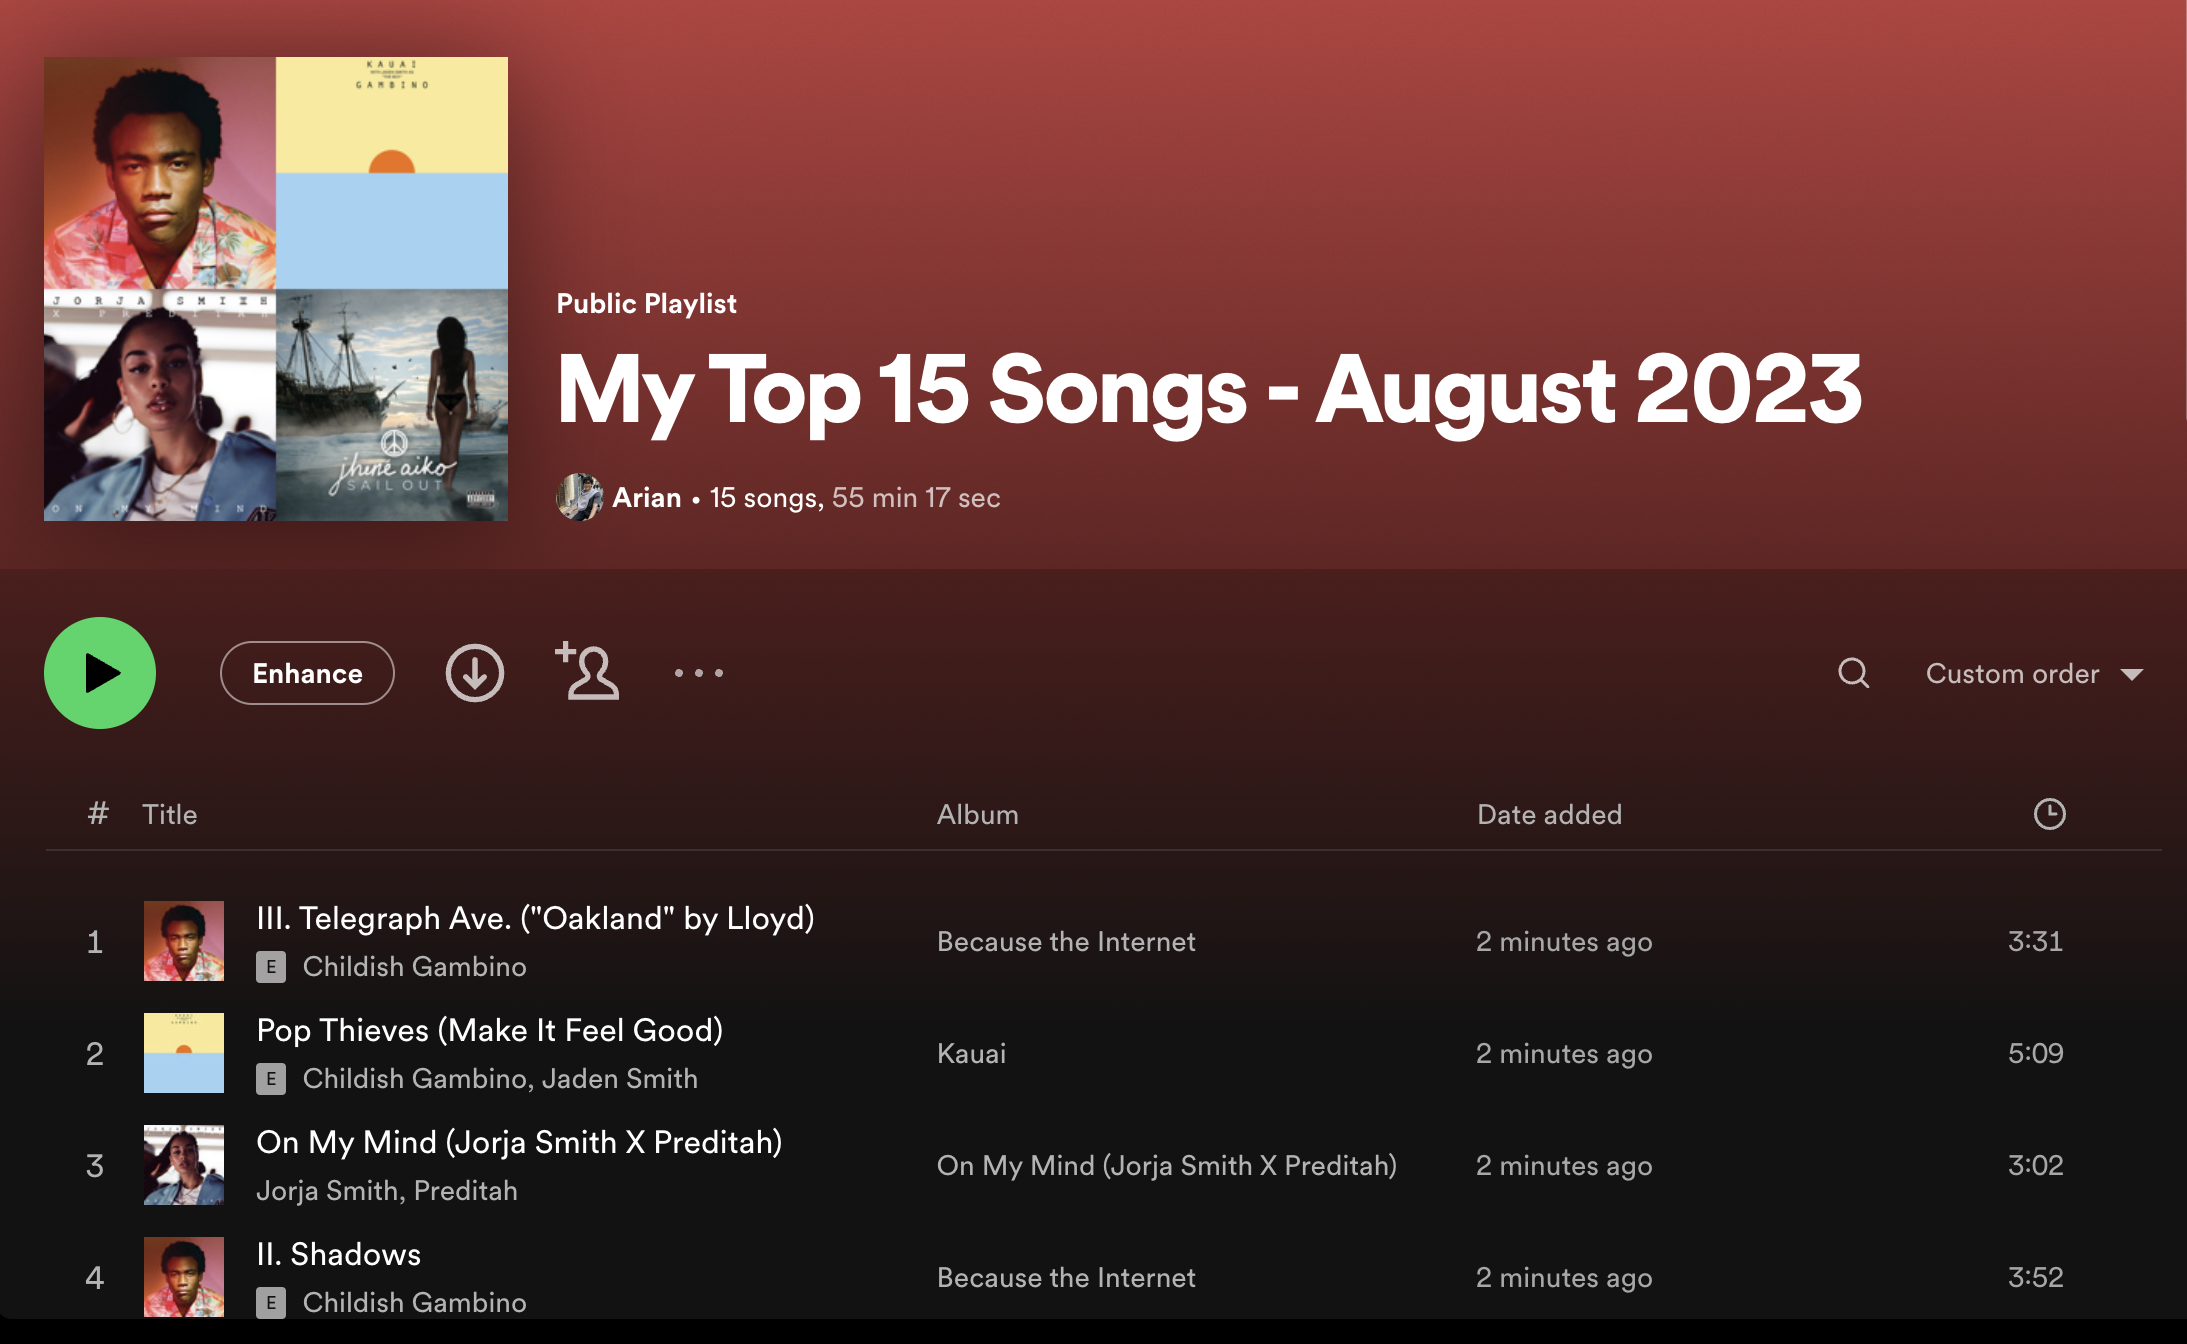 KAUAI
GAMBINO
JORJA SMITH
X PREDITAH
jhené aiko
SAIL OUT
ON MY MIND
Public Playlist
My Top 15 Songs - August 2023
Arian • 15 songs, 55 min 17 sec
Enhance
Custom order
# Title Album Date added
1 III. Telegraph Ave. ("Oakland" by Lloyd) Because the Internet 2 minutes ago 3:31
E Childish Gambino
2 Pop Thieves (Make It Feel Good) Kauai 2 minutes ago 5:09
E Childish Gambino, Jaden Smith
3 On My Mind (Jorja Smith X Preditah) On My Mind (Jorja Smith X Preditah) 2 minutes ago 3:02
Jorja Smith, Preditah
4 II. Shadows Because the Internet 2 minutes ago 3:52
E Childish Gambino